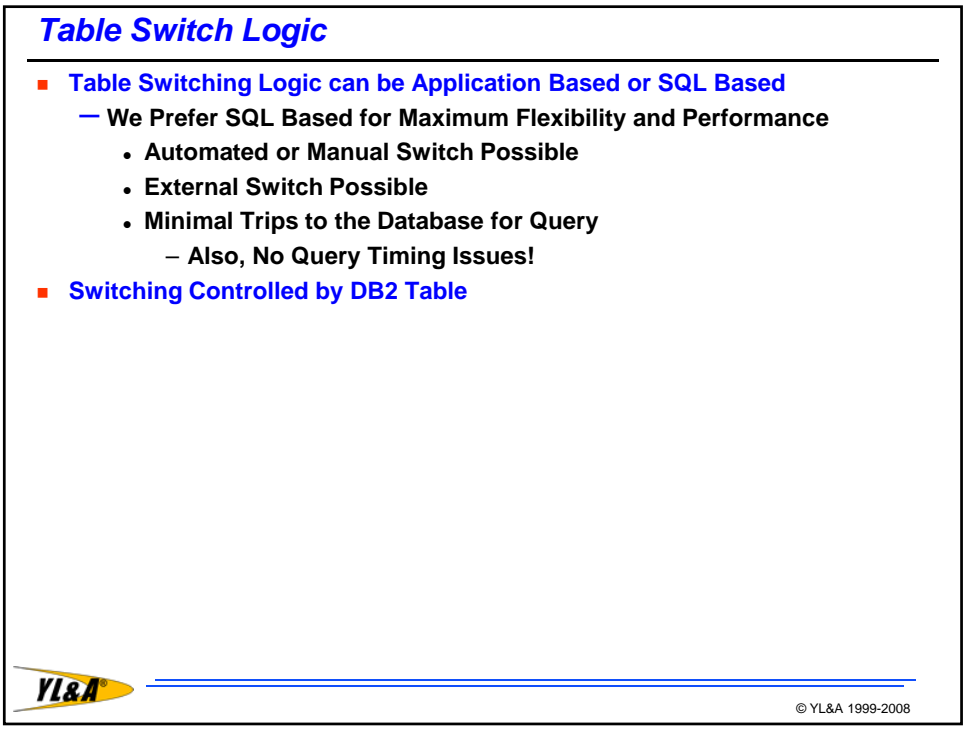 Table Switch Logic
■ Table Switching Logic can be Application Based or SQL Based
– We Prefer SQL Based for Maximum Flexibility and Performance
• Automated or Manual Switch Possible
• External Switch Possible
• Minimal Trips to the Database for Query
– Also, No Query Timing Issues!
■ Switching Controlled by DB2 Table
YL&A®
© YL&A 1999-2008